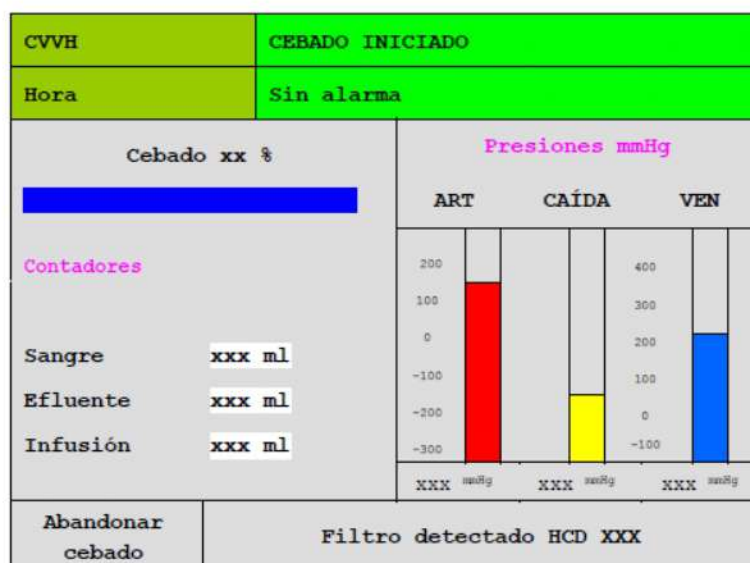 CVVH
CEBADO INICIADO
Hora
Sin alarma
Cebado xx %
Contadores
Sangre xxx ml
Efluente xxx ml
Infusión xxx ml
Presiones mmHg
ART CAÍDA VEN
200
100
0
-100
-200
-300
400
300
200
100
0
-100
XXX mmHg XXX mmHg XXX mmHg
Abandonar
cebado
Filtro detectado HCD XXX